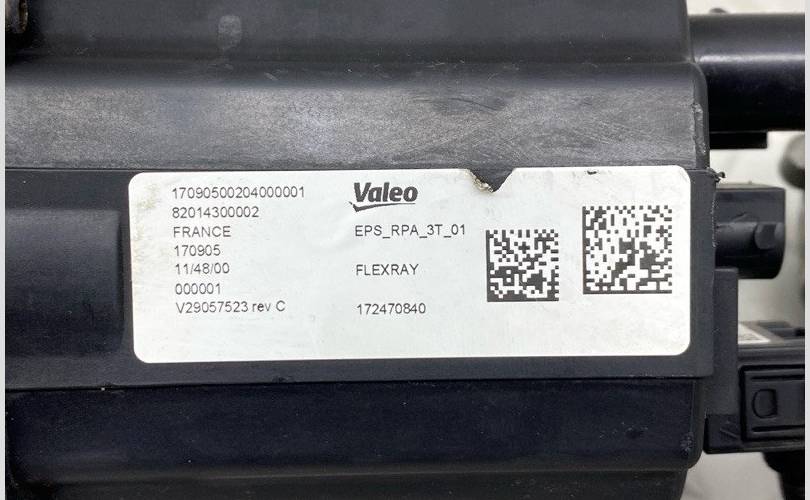 17090500204000001
82014300002
FRANCE
170905
11/48/00
000001
V29057523 rev C
Valeo
EPS_RPA_3T_01
FLEXRAY
172470840